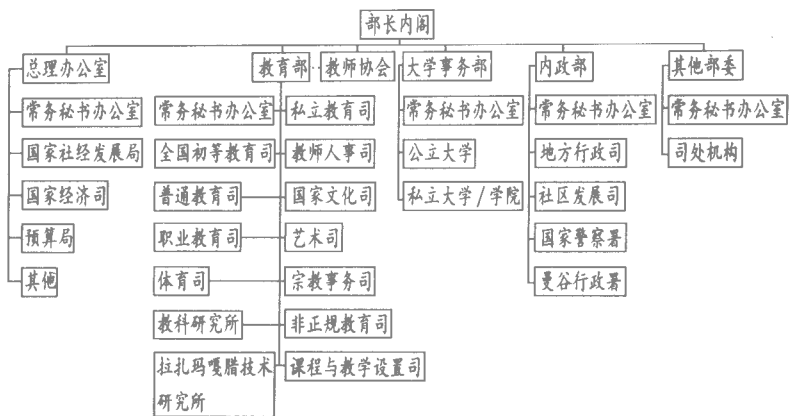 部长内阁
总理办公室
教育部
教师协会
大学事务部
内政部
其他部委
常务秘书办公室
国家社经发展局
国家经济司
预算局
其他
常务秘书办公室
全国初等教育司
普通教育司
职业教育司
体育司
教科研究所
拉扎玛嘎腊技术
研究所
私立教育司
教师人事司
国家文化司
艺术司
宗教事务司
非正规教育司
课程与教学设置司
常务秘书办公室
公立大学
私立大学/学院
常务秘书办公室
地方行政司
社区发展司
国家警察署
曼谷行政署
常务秘书办公室
司处机构